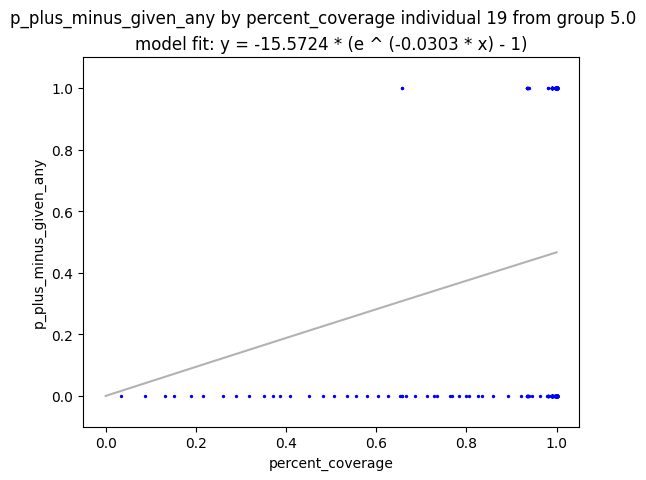 p_plus_minus_given_any by percent_coverage individual 19 from group 5.0
model fit: y = -15.5724 * (e ^ (-0.0303 * x) - 1)
p_plus_minus_given_any
1.0
0.8
0.6
0.4
0.2
0.0
0.0 0.2 0.4 0.6 0.8 1.0
percent_coverage